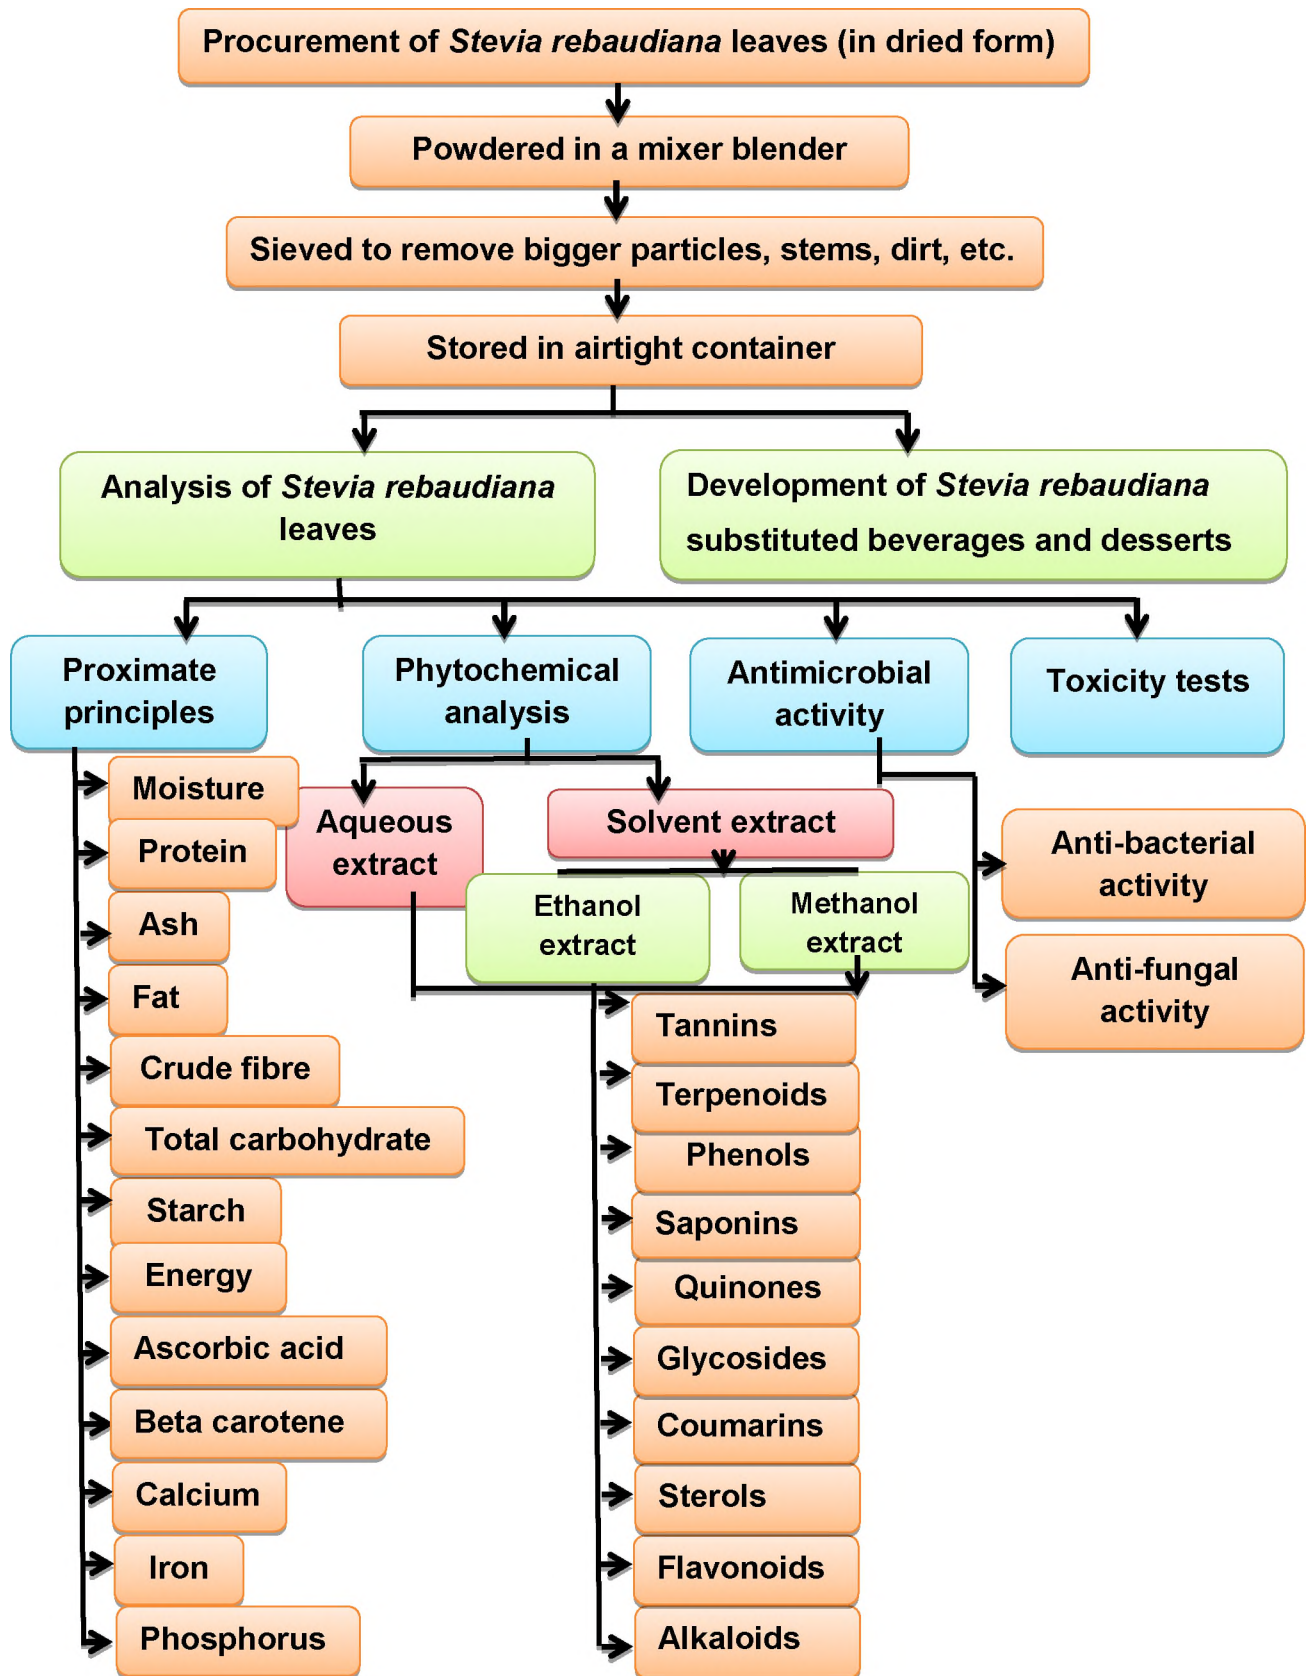 Procurement of Stevia rebaudiana leaves (in dried form)
Powdered in a mixer blender
Sieved to remove bigger particles, stems, dirt, etc.
Stored in airtight container
Analysis of Stevia rebaudiana
leaves
Development of Stevia rebaudiana
substituted beverages and desserts
Proximate
principles
Phytochemical
analysis
Antimicrobial
activity
Toxicity tests
Moisture
Protein
Ash
Fat
Crude fibre
Total carbohydrate
Starch
Energy
Ascorbic acid
Beta carotene
Calcium
Iron
Phosphorus
Aqueous
extract
Solvent extract
Ethanol
extract
Methanol
extract
Tannins
Terpenoids
Phenols
Saponins
Quinones
Glycosides
Coumarins
Sterols
Flavonoids
Alkaloids
Anti-bacterial
activity
Anti-fungal
activity